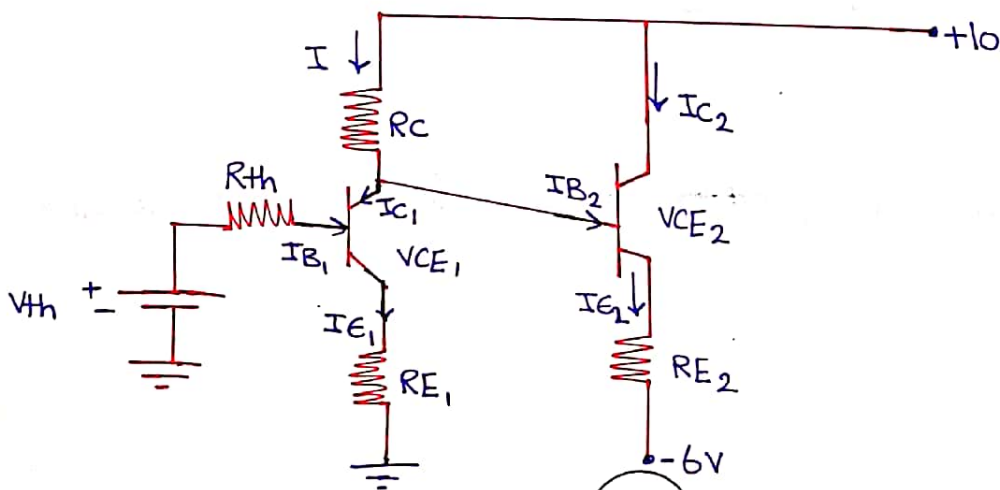 +10
I
IC2
RC
Rth
IB2
IC1
VCE2
IB1
VCE1
+
Vth
-
IE2
IE1
RE2
RE1
-6V